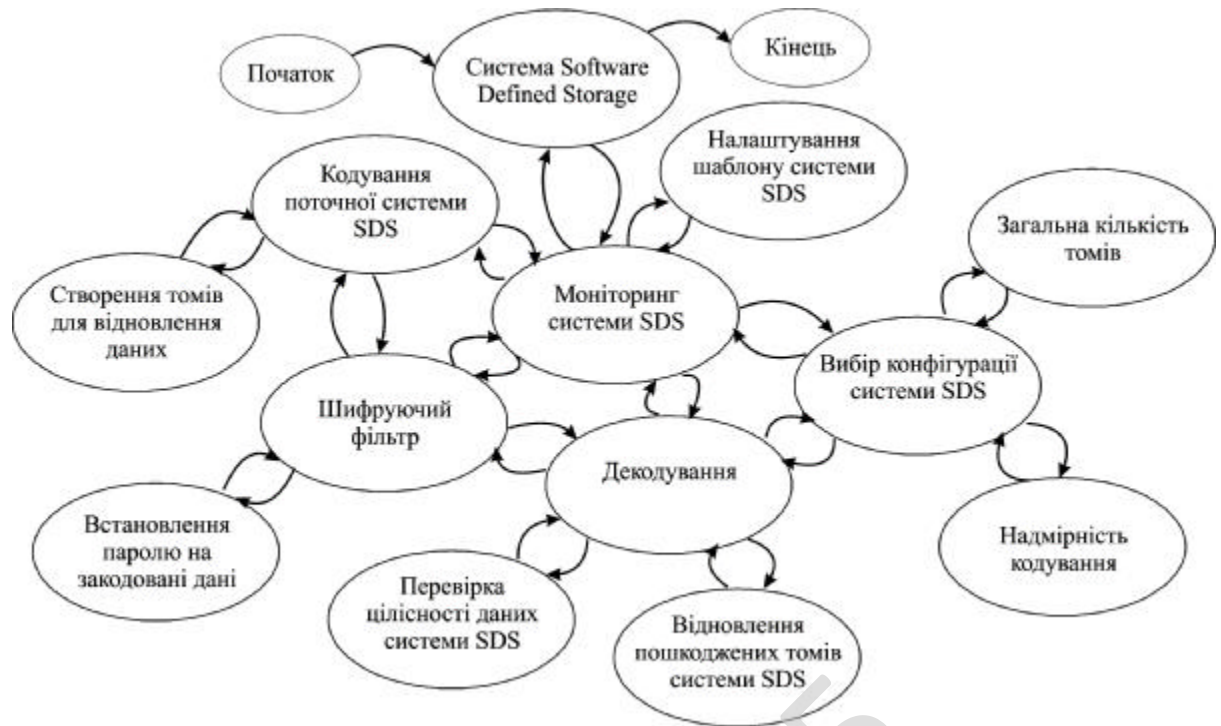 Початок
Система Software
Defined Storage
Кінець
Кодування
поточної системи
SDS
Налаштування
шаблону системи
SDS
Загальна кількість
томів
Створення томів
для відновлення
даних
Моніторинг
системи SDS
Вибір конфігурації
системи SDS
Шифруючий
фільтр
Декодування
Встановлення
паролю на
закодовані дані
Перевірка
цілісності даних
системи SDS
Відновлення
пошкоджених томів
системи SDS
Надмірність
кодування